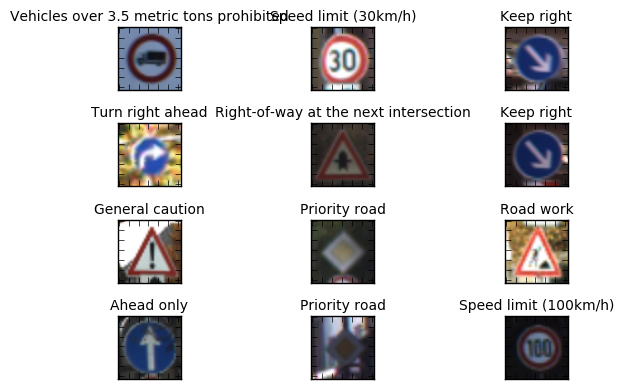 Vehicles over 3.5 metric tons prohibited
Speed limit (30km/h)
Keep right
30
Turn right ahead
Right-of-way at the next intersection
Keep right
General caution
Priority road
Road work
Ahead only
Priority road
Speed limit (100km/h)
100